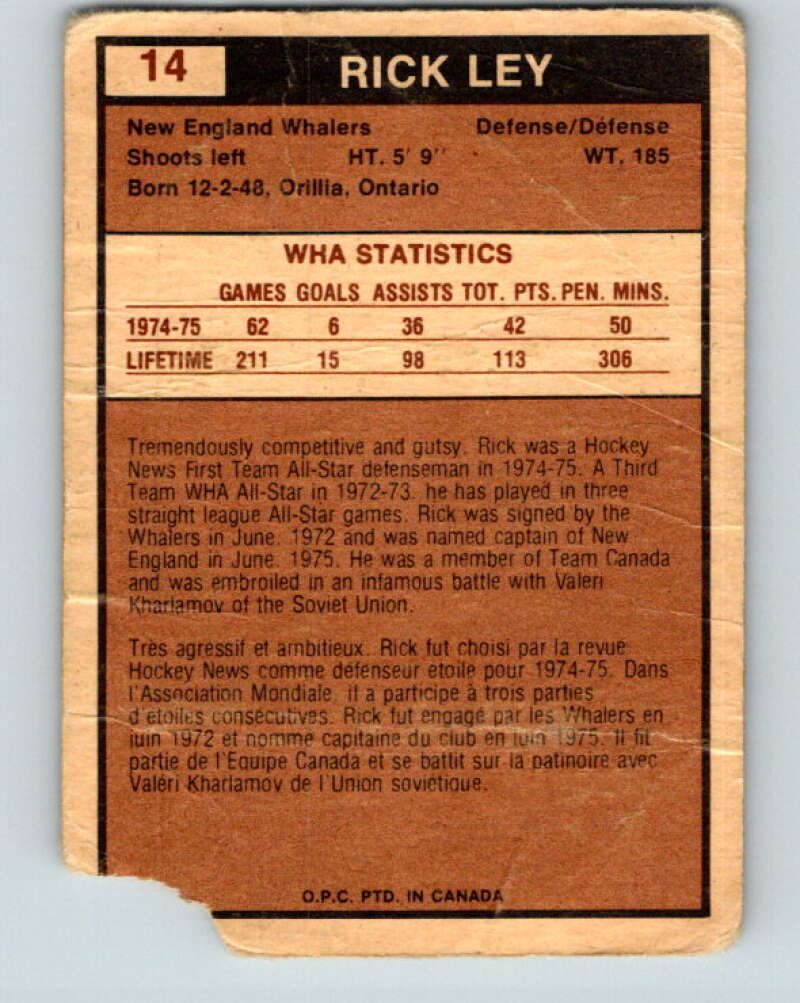 14 RICK LEY
New England Whalers Defense/Défense
Shoots left HT. 5' 9'' WT. 185
Born 12-2-48, Orillia, Ontario
WHA STATISTICS
GAMES GOALS ASSISTS TOT. PTS. PEN. MINS.
1974-75 62 6 36 42 50
LIFETIME 211 15 98 113 306
Tremendously competitive and gutsy. Rick was a Hockey
News First Team All-Star defenseman in 1974-75. A Third
Team WHA All-Star in 1972-73. he has played in three
straight league All-Star games. Rick was signed by the
Whalers in June. 1972 and was named captain of New
England in June. 1975. He was a member of Team Canada
and was embroiled in an infamous battle with Valeri
Kharlamov of the Soviet Union.
Très agressif et ambitieux. Rick fut choisi par la revue
Hockey News comme défenseur étoile pour 1974-75. Dans
l'Association Mondiale, il a participé à trois parties
d'étoiles consécutives. Rick fut engagé par les Whalers en
juin 1972 et nommé capitaine du club en juin 1975. Il fit
partie de l'Equipe Canada et se battit sur la patinoire avec
Valéri Kharlamov de l'Union soviétique.
O.P.C. PTD. IN CANADA